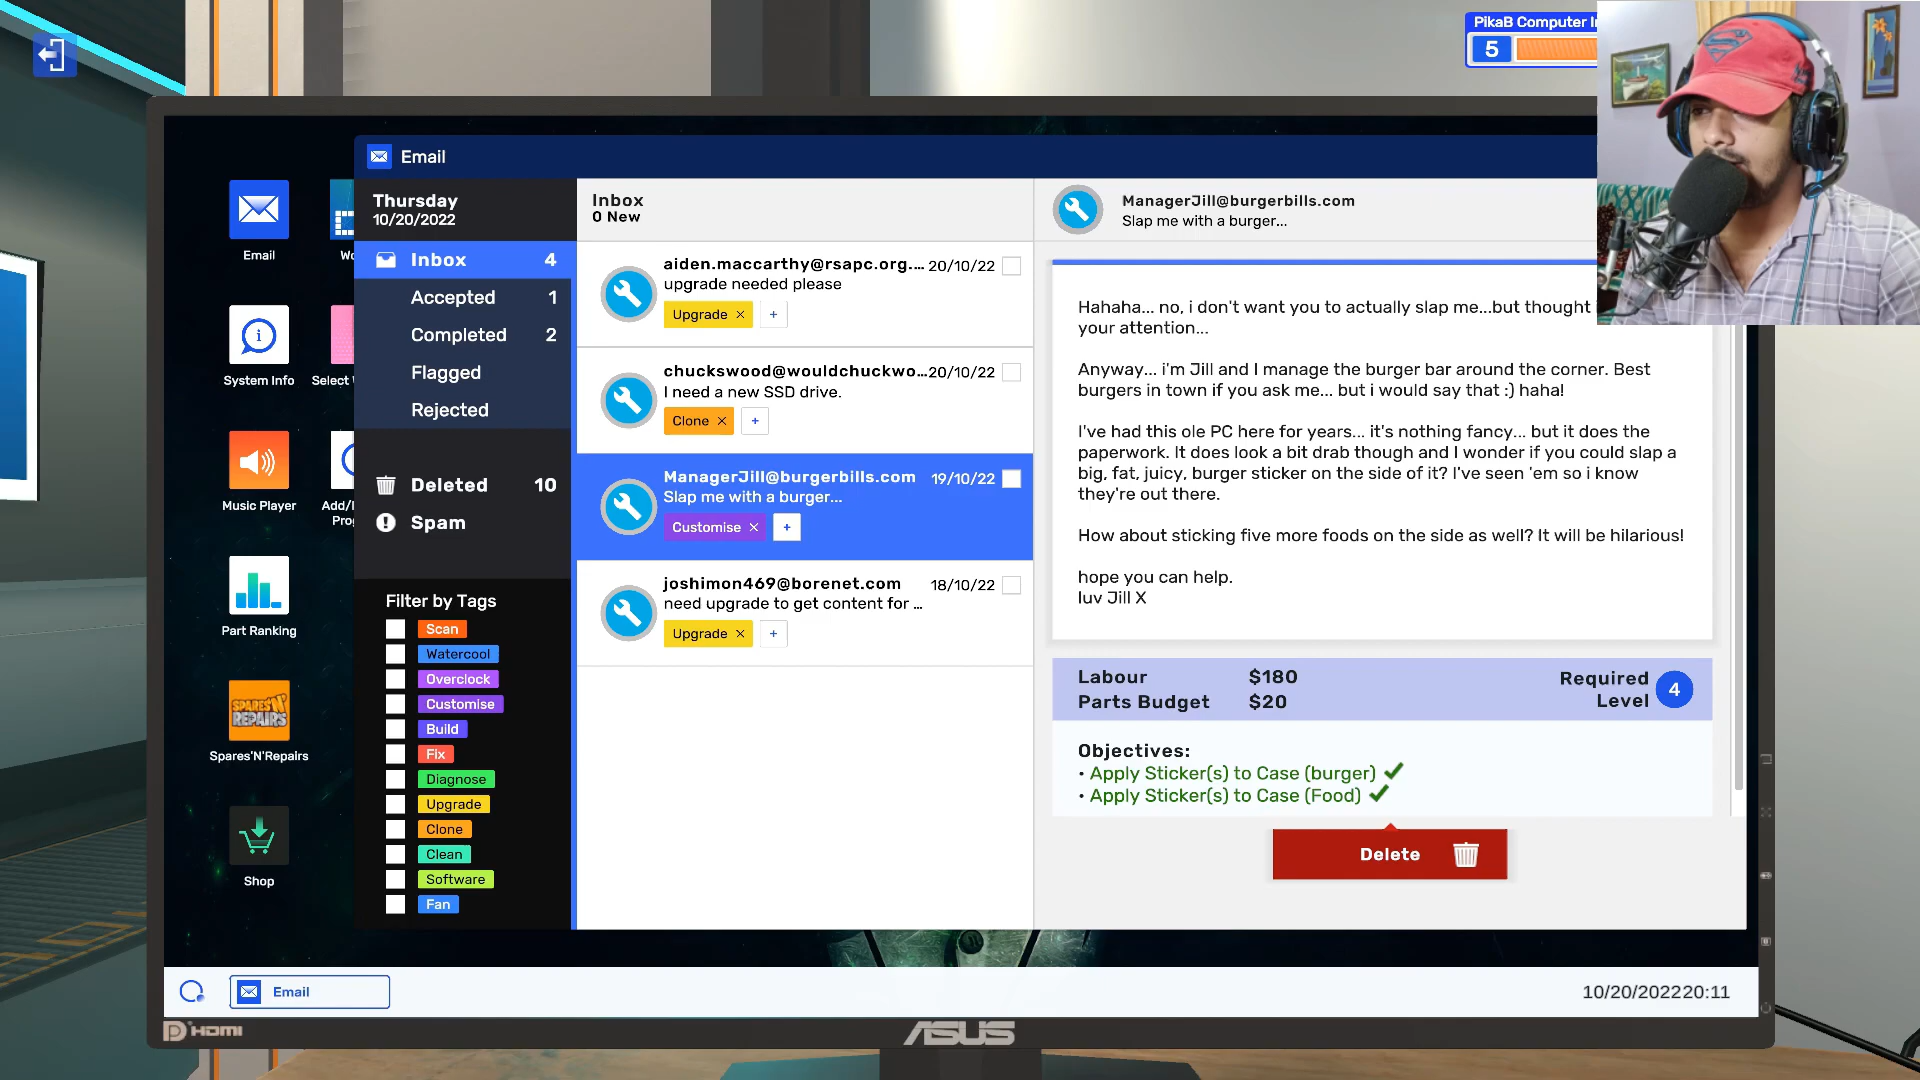 PikaB Computer
5
Email
Thursday
10/20/2022
Inbox 4
Accepted 1
Completed 2
Flagged
Rejected
Deleted 10
Spam
Filter by Tags
Scan
Watercool
Overclock
Customise
Build
Fix
Diagnose
Upgrade
Clone
Clean
Software
Fan
Email
System Info
Select
Music Player
Add/
Part Ranking
SPARES'N'
REPAIRS
Spares'N'Repairs
Shop
Inbox
0 New
aiden.maccarthy@rsapc.org.... 20/10/22
upgrade needed please
Upgrade × +
chuckswood@wouldchuckwo... 20/10/22
I need a new SSD drive.
Clone × +
ManagerJill@burgerbills.com 19/10/22
Slap me with a burger...
Customise × +
joshimon469@borenet.com 18/10/22
need upgrade to get content for ...
Upgrade × +
ManagerJill@burgerbills.com
Slap me with a burger...
Hahaha... no, i don't want you to actually slap me...but thought
your attention...
Anyway... i'm Jill and I manage the burger bar around the corner. Best
burgers in town if you ask me... but i would say that :) haha!
I've had this ole PC here for years... it's nothing fancy... but it does the
paperwork. It does look a bit drab though and I wonder if you could slap a
big, fat, juicy, burger sticker on the side of it? I've seen 'em so i know
they're out there.
How about sticking five more foods on the side as well? It will be hilarious!
hope you can help.
luv Jill X
Labour $180
Parts Budget $20
Required
Level 4
Objectives:
• Apply Sticker(s) to Case (burger) ✓
• Apply Sticker(s) to Case (Food) ✓
Delete
Email
10/20/2022 20:11
HDMI
ASUS